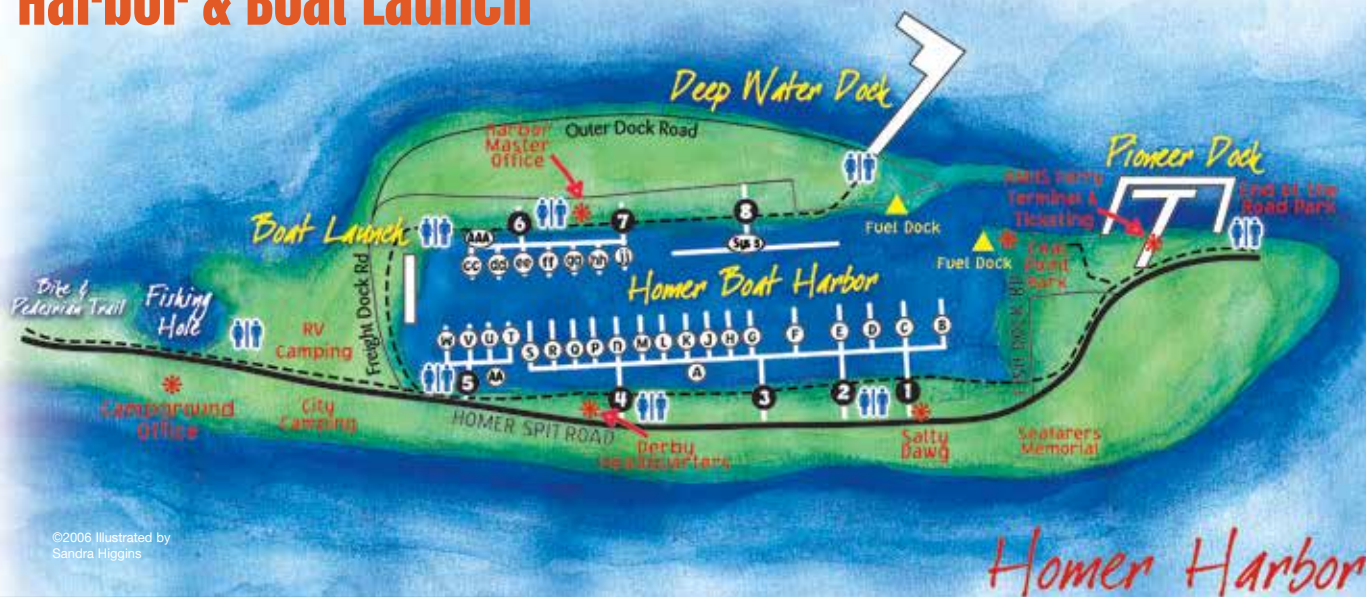 Harbor & Boat Launch
Deep Water Dock
Outer Dock Road
Harbor
Master
Office
Pioneer Dock
AMHS Ferry
Terminal &
Ticketing
End of the
Road Park
Boat Launch
6
7
8
AAA
Sys 3
Fuel Dock
Fuel Dock
Coal
Point
Park
cc dd ee ff gg hh jj
Homer Boat Harbor
Bike &
Pedestrian Trail
Fishing
Hole
RV
Camping
Freight Dock Rd
FISH DOCK RD
W V U T S R Q P N M L K J H G F E D C B
AA
A
5
4
3
2
1
Campground
Office
City
Camping
HOMER SPIT ROAD
Derby
Headquarters
Salty
Dawg
Seafarers
Memorial
©2006 Illustrated by
Sandra Higgins
Homer Harbor